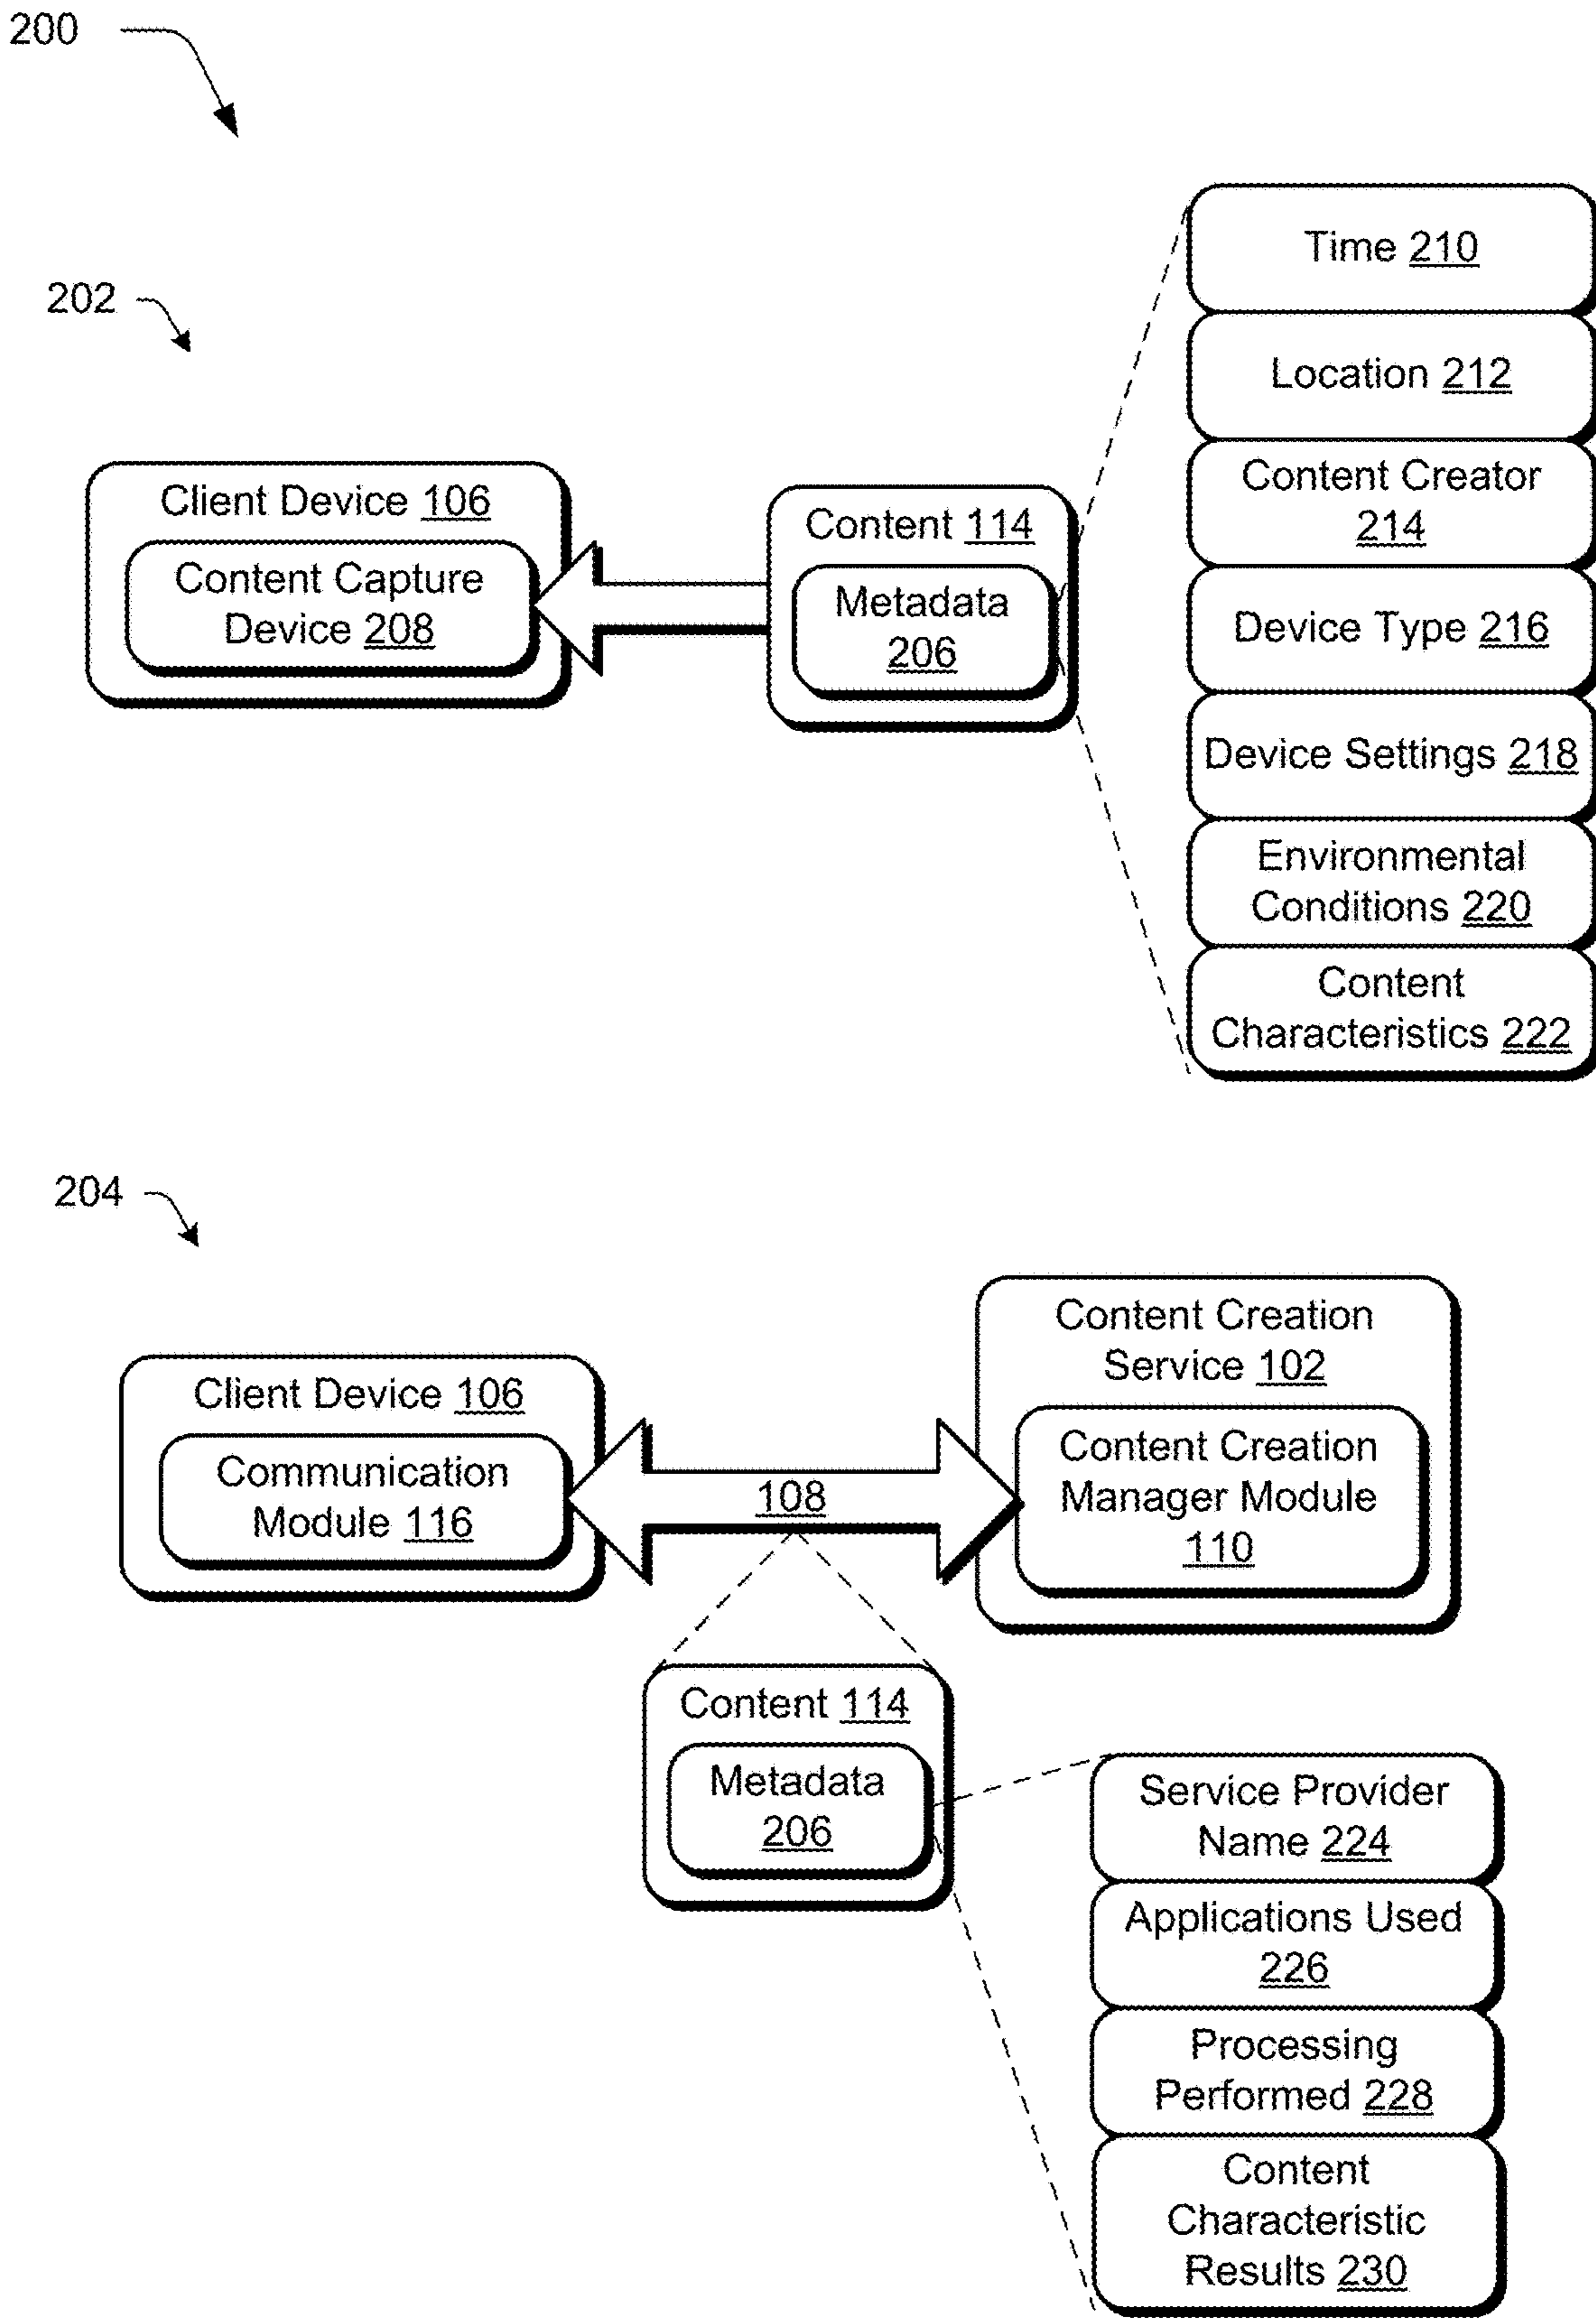 200
202
Time 210
Location 212
Content Creator
214
Device Type 216
Device Settings 218
Environmental
Conditions 220
Content
Characteristics 222
Client Device 106
Content Capture
Device 208
Content 114
Metadata
206
204
Client Device 106
Communication
Module 116
108
Content Creation
Service 102
Content Creation
Manager Module
110
Content 114
Metadata
206
Service Provider
Name 224
Applications Used
226
Processing
Performed 228
Content
Characteristic
Results 230